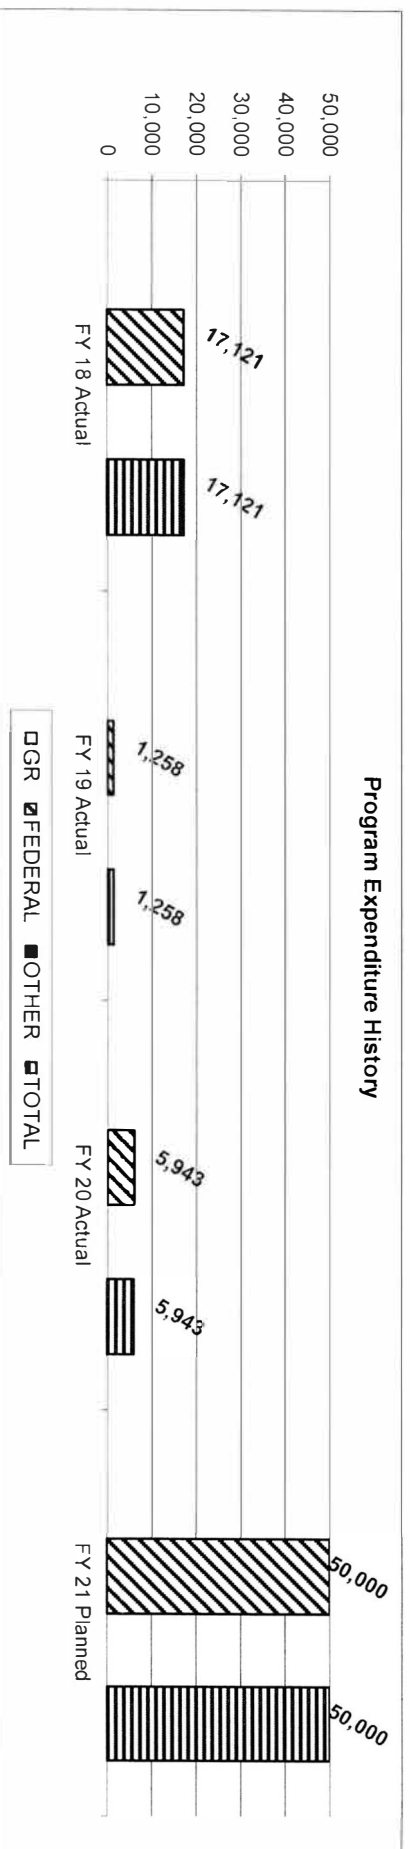 Program Expenditure History
50,000
40,000
30,000
20,000
10,000
0
17,121
17,121
1,258
1,258
5,943
5,943
50,000
50,000
FY 18 Actual
FY 19 Actual
FY 20 Actual
FY 21 Planned
GR FEDERAL OTHER TOTAL